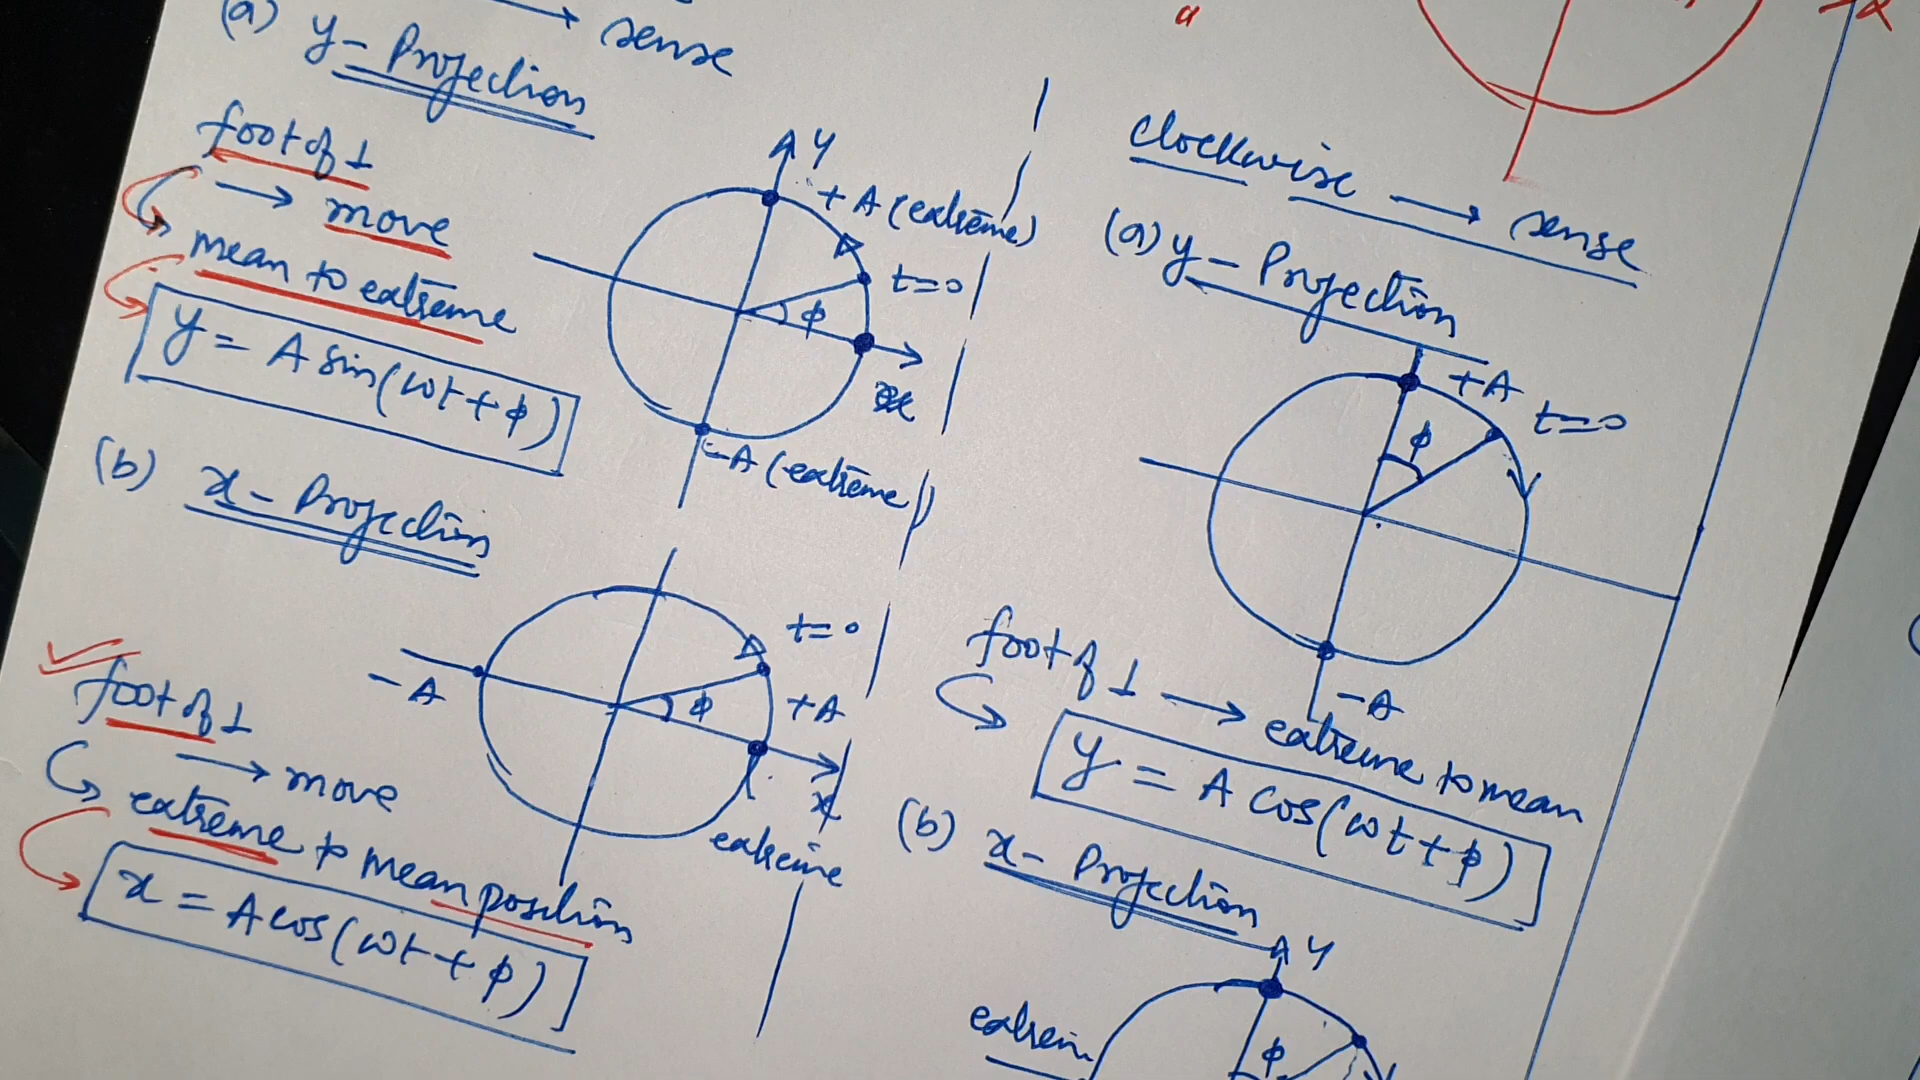 → sense
(a) y-Projection
foot of ⊥
→ move
mean to extreme
y = A sin(ωt + φ)
Y
+A (extreme)
t=0
φ
x
-A (extreme)
(b) x-Projection
t=0
-A
φ
+A
x
extreme
foot of ⊥
→ move
extreme to mean position
x = A cos(ωt + φ)
clockwise → sense
(a) y-Projection
+A
t=0
φ
-A
foot of ⊥ → extreme to mean
y = A cos(ωt + φ)
(b) x-Projection
Y
φ